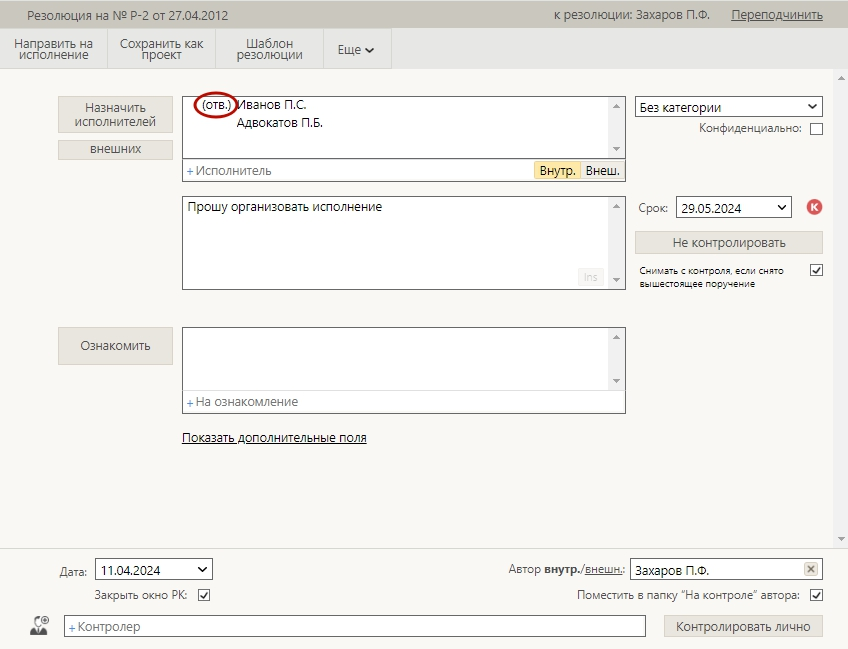 Резолюция на № Р-2 от 27.04.2012
к резолюции: Захаров П.Ф. Переподчинить
Направить на
исполнение
Сохранить как
проект
Шаблон
резолюции
Еще
Назначить
исполнителей
внешних
(отв.) Иванов П.С.
Адвокатов П.Б.
+ Исполнитель
Внутр. Внеш.
Без категории
Конфиденциально:
Прошу организовать исполнение
Ins
Срок: 29.05.2024 К
Не контролировать
Снимать с контроля, если снято
вышестоящее поручение
Ознакомить
+ На ознакомление
Показать дополнительные поля
Дата: 11.04.2024
Автор внутр./внешн.: Захаров П.Ф.
Закрыть окно РК:
Поместить в папку "На контроле" автора:
+ Контролер
Контролировать лично